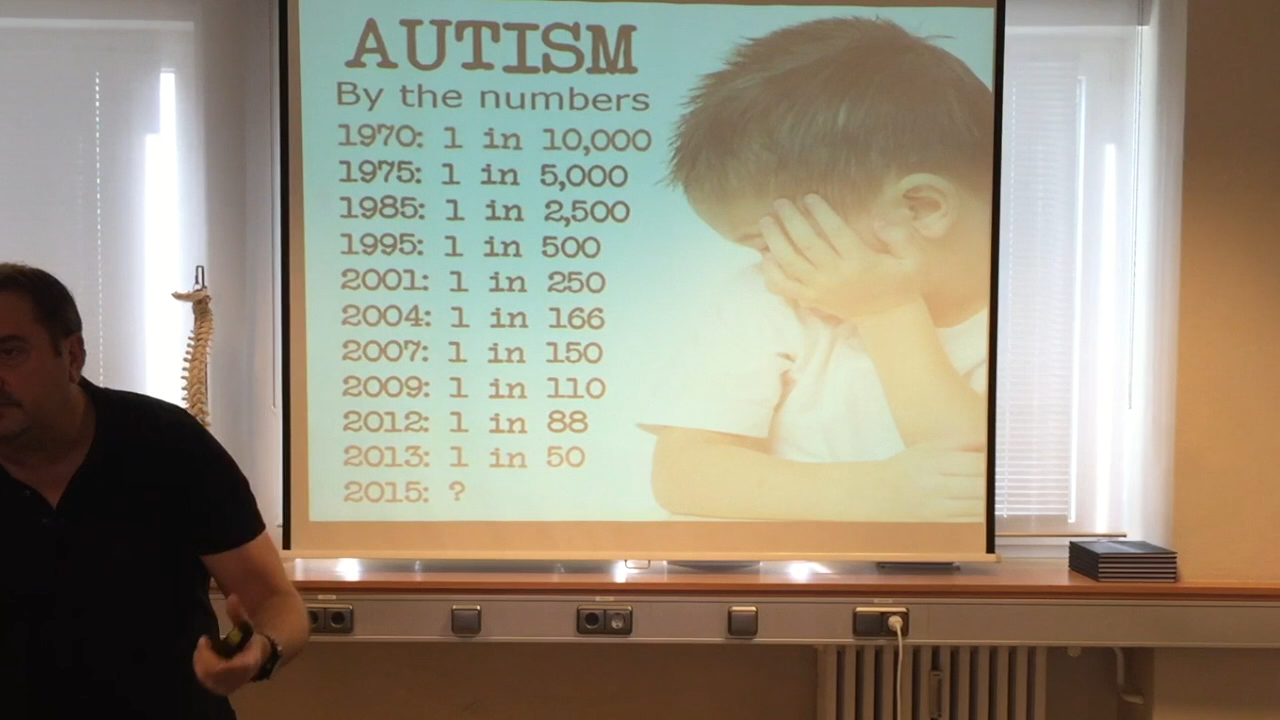 AUTISM
By the numbers
1970: 1 in 10,000
1975: 1 in 5,000
1985: 1 in 2,500
1995: 1 in 500
2001: 1 in 250
2004: 1 in 166
2007: 1 in 150
2009: 1 in 110
2012: 1 in 88
2013: 1 in 50
2015: ?